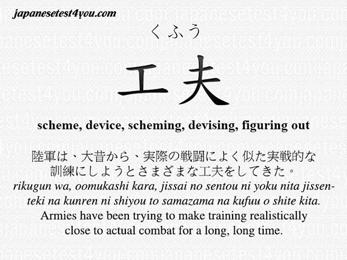 japanesetest4you.com
くふう
工夫
scheme, device, scheming, devising, figuring out
陸軍は、大昔から、実際の戦闘によく似た実戦的な
訓練にしようとさまざまな工夫をしてきた。
rikugun wa, oomukashi kara, jissai no sentou ni yoku nita jissen-
teki na kunren ni shiyou to samazama na kufuu o shite kita.
Armies have been trying to make training realistically
close to actual combat for a long, long time.